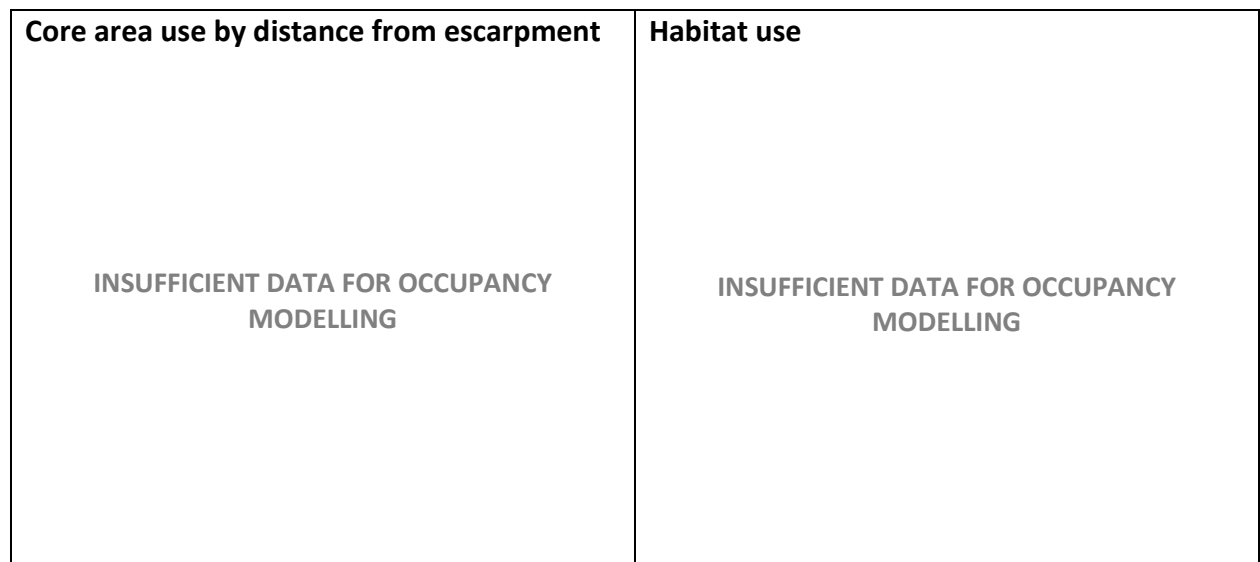 Core area use by distance from escarpment
Habitat use
INSUFFICIENT DATA FOR OCCUPANCY
MODELLING
INSUFFICIENT DATA FOR OCCUPANCY
MODELLING